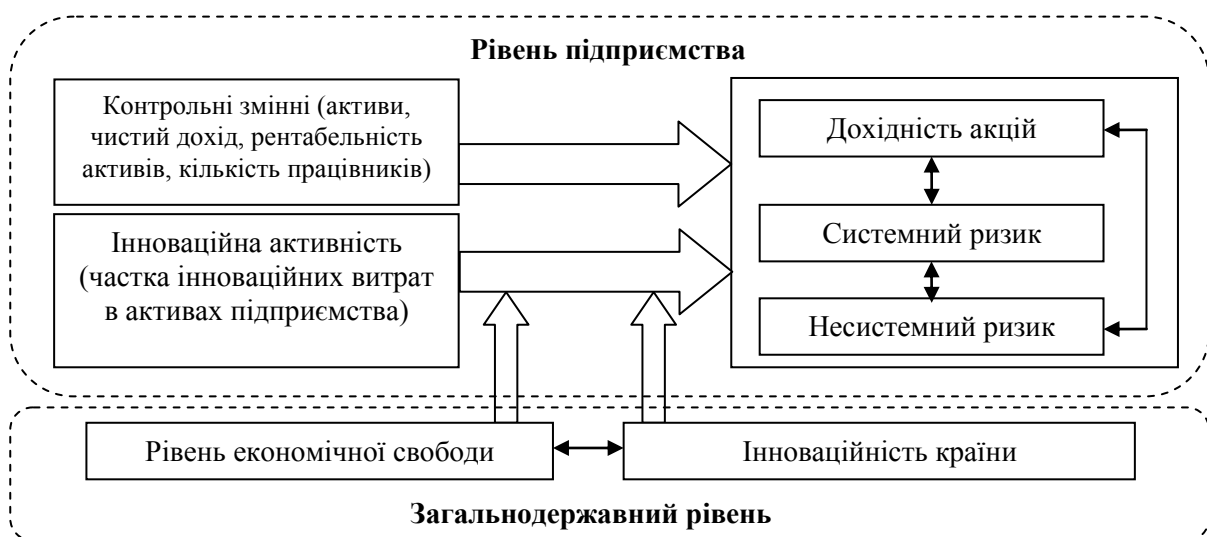 Рівень підприємства
Контрольні змінні (активи,
чистий дохід, рентабельність
активів, кількість працівників)
Інноваційна активність
(частка інноваційних витрат
в активах підприємства)
Дохідність акцій
Системний ризик
Несистемний ризик
Рівень економічної свободи
Інноваційність країни
Загальнодержавний рівень